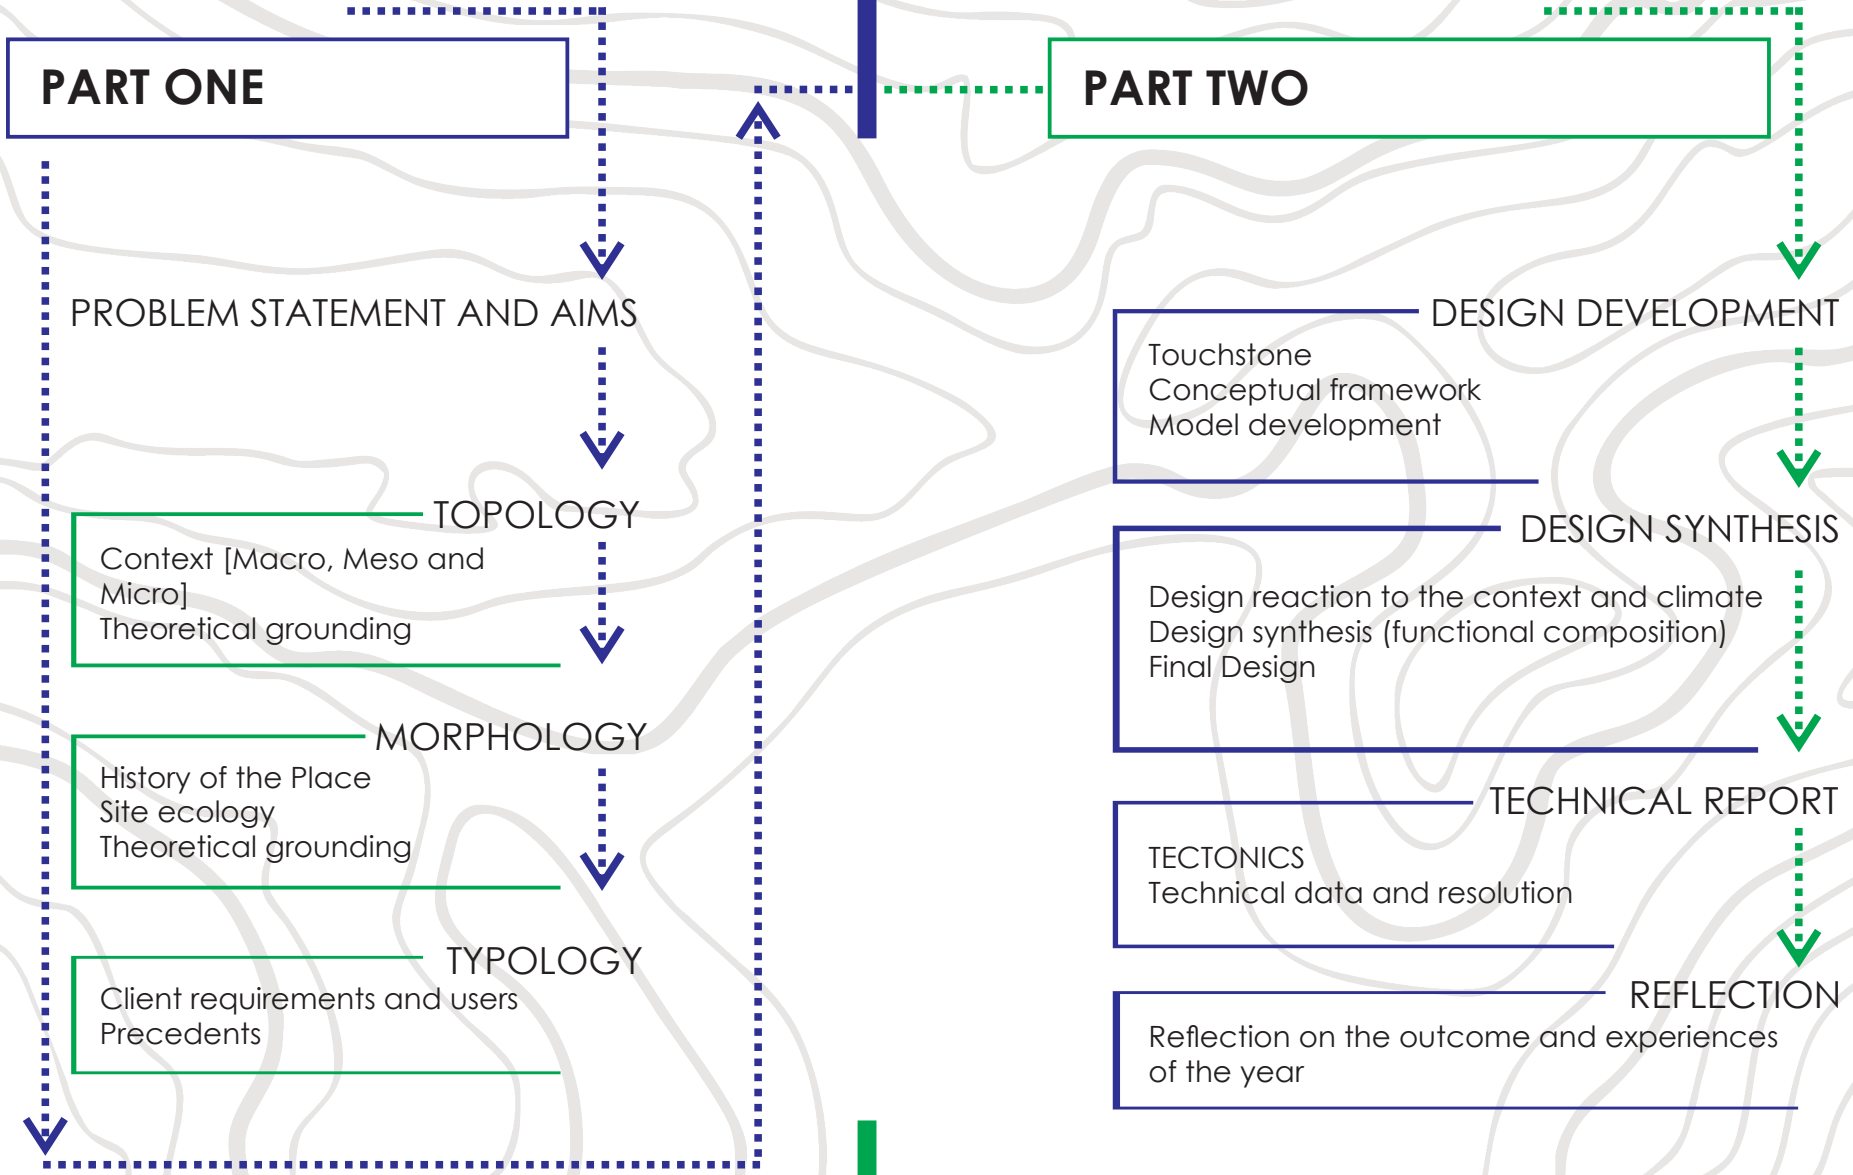 PART ONE
PROBLEM STATEMENT AND AIMS
TOPOLOGY
Context [Macro, Meso and
Micro]
Theoretical grounding
MORPHOLOGY
History of the Place
Site ecology
Theoretical grounding
TYPOLOGY
Client requirements and users
Precedents
PART TWO
DESIGN DEVELOPMENT
Touchstone
Conceptual framework
Model development
DESIGN SYNTHESIS
Design reaction to the context and climate
Design synthesis (functional composition)
Final Design
TECHNICAL REPORT
TECTONICS
Technical data and resolution
REFLECTION
Reflection on the outcome and experiences
of the year